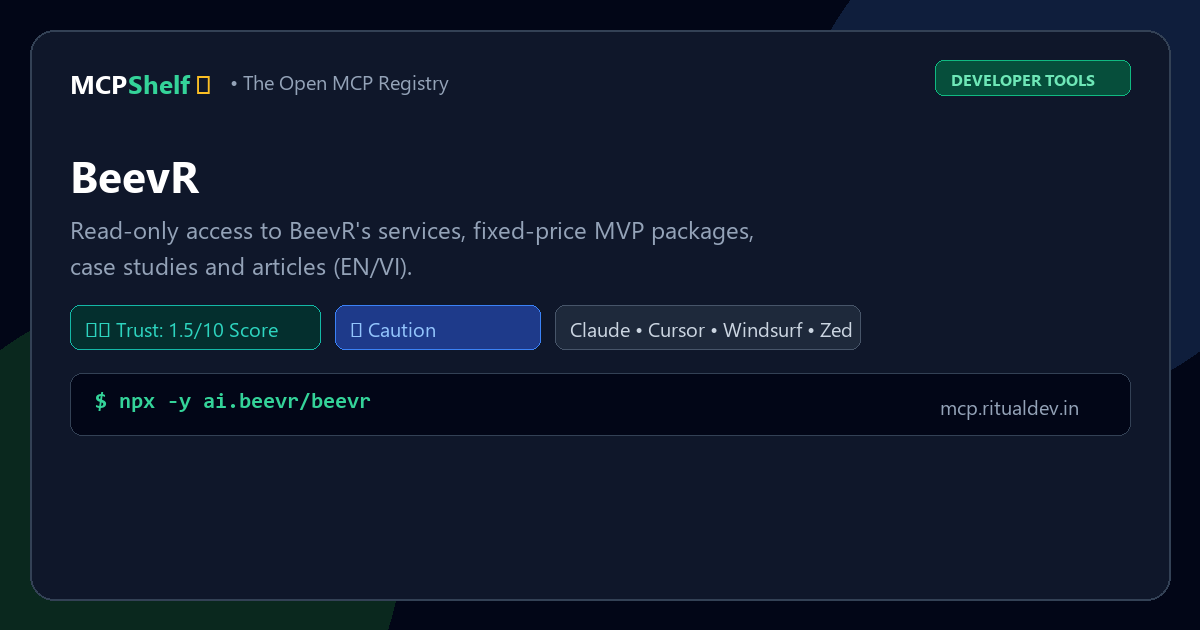 MCPShelf • The Open MCP Registry
DEVELOPER TOOLS
BeevR
Read-only access to BeevR's services, fixed-price MVP packages,
case studies and articles (EN/VI).
Trust: 1.5/10 Score
Caution
Claude • Cursor • Windsurf • Zed
$ npx -y ai.beevr/beevr
mcp.ritualdev.in